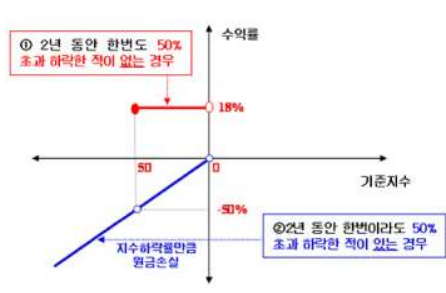 수익률
① 2년 동안 한번도 50%
초과 하락한 적이 없는 경우
18%
50
0
기준지수
-50%
②2년 동안 한번이라도 50%
초과 하락한 적이 있는 경우
지수하락률만큼
원금손실